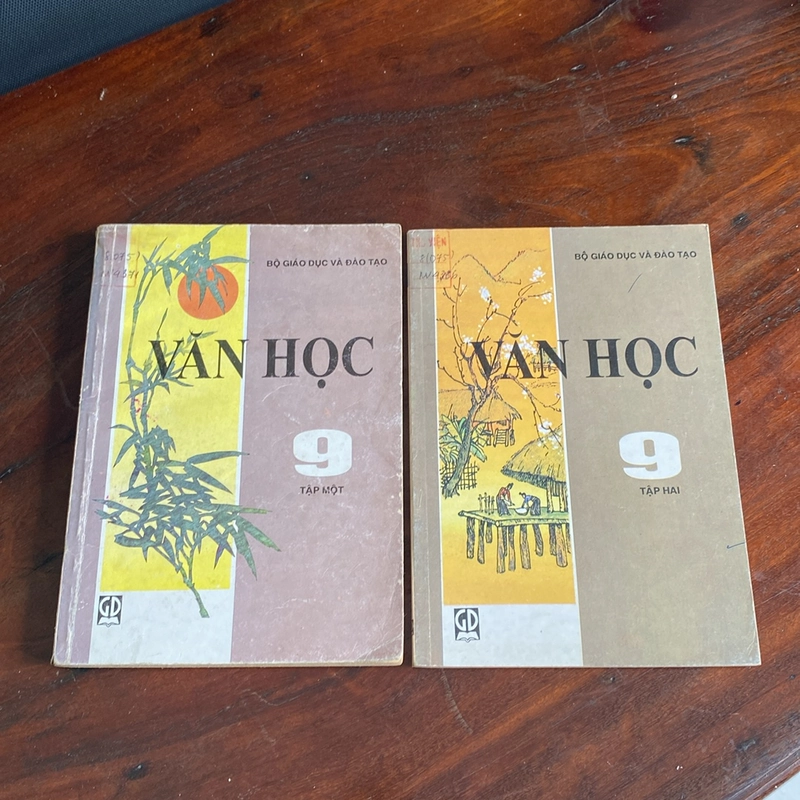 BỘ GIÁO DỤC VÀ ĐÀO TẠO
VĂN HỌC
9
TẬP MỘT
GD
BỘ GIÁO DỤC VÀ ĐÀO TẠO
VĂN HỌC
9
TẬP HAI
GD